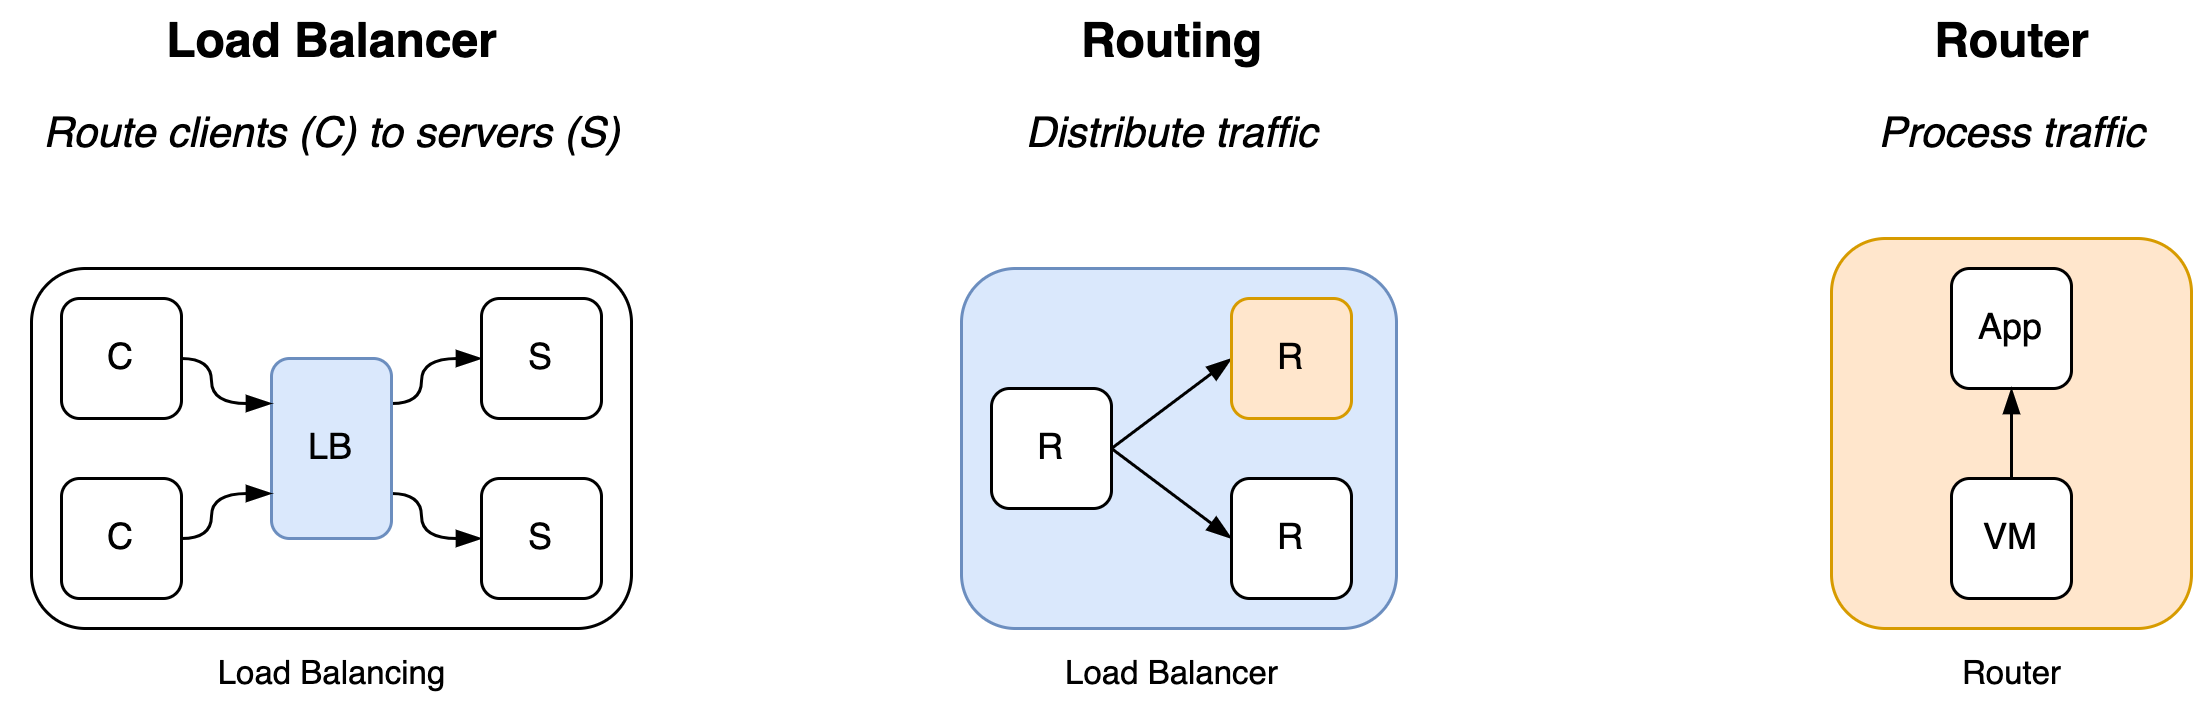 Load Balancer
Route clients (C) to servers (S)
C
C
LB
S
S
Load Balancing
Routing
Distribute traffic
R
R
R
Load Balancer
Router
Process traffic
App
VM
Router